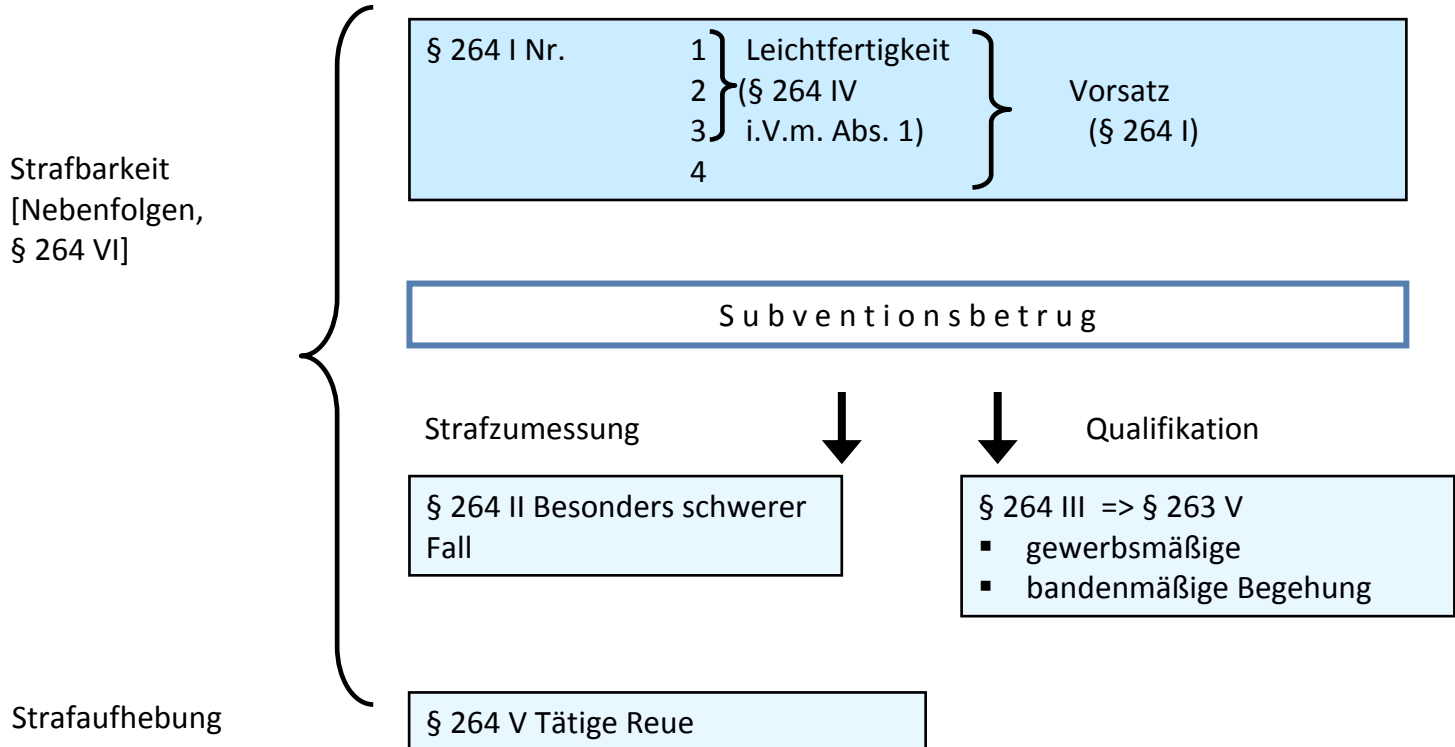 § 264 I Nr. 1 Leichtfertigkeit
2 (§ 264 IV Vorsatz
3 i.V.m. Abs. 1) (§ 264 I)
4
Strafbarkeit
[Nebenfolgen,
§ 264 VI]
S u b v e n t i o n s b e t r u g
Strafzumessung
Qualifikation
§ 264 II Besonders schwerer
Fall
§ 264 III => § 263 V
▪ gewerbsmäßige
▪ bandenmäßige Begehung
Strafaufhebung
§ 264 V Tätige Reue